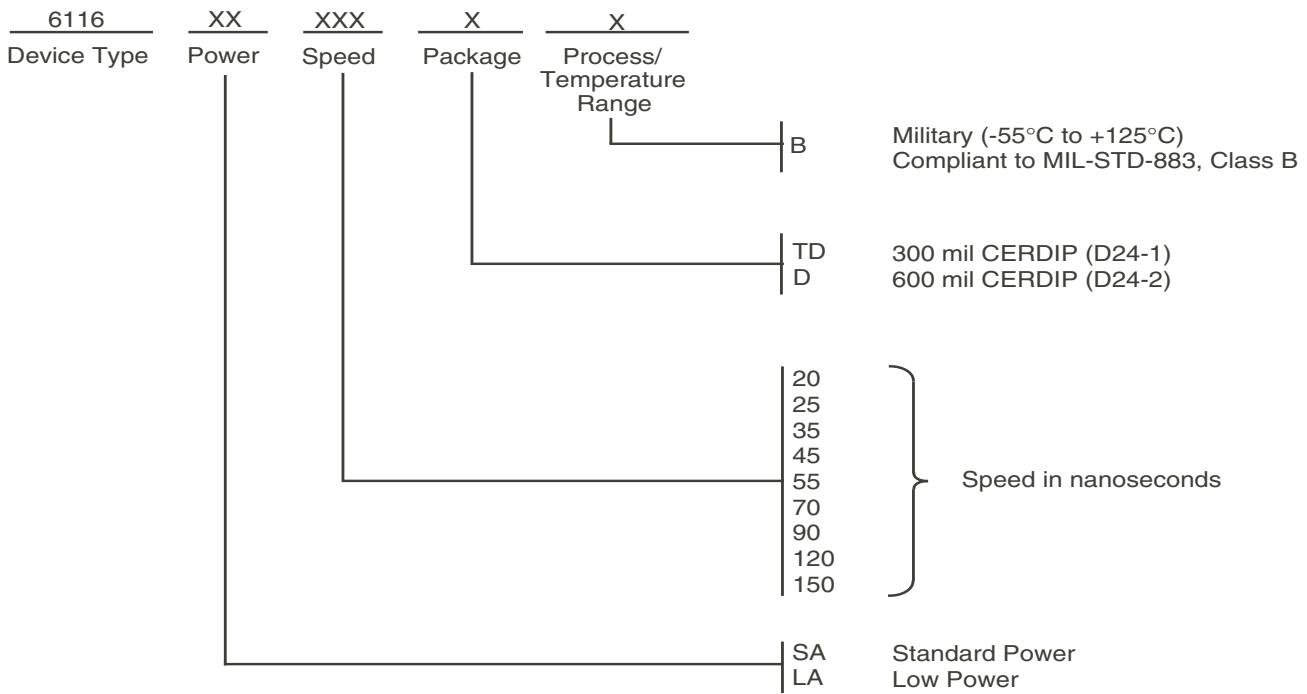 6116 XX XXX X X
Device Type Power Speed Package Process/
Temperature
Range
B Military (-55°C to +125°C)
Compliant to MIL-STD-883, Class B
TD 300 mil CERDIP (D24-1)
D 600 mil CERDIP (D24-2)
20
25
35
45
55 Speed in nanoseconds
70
90
120
150
SA Standard Power
LA Low Power